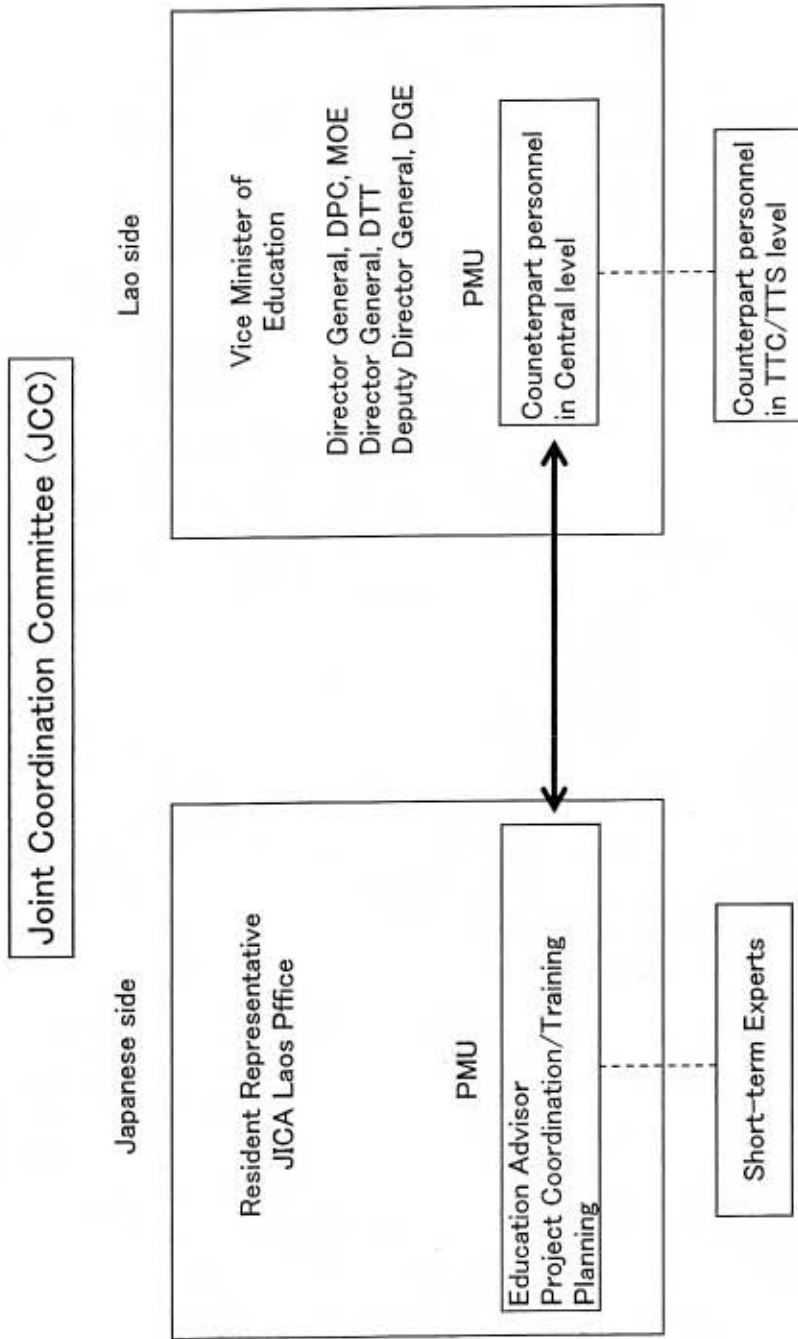 Joint Coordination Committee (JCC)
Japanese side
Resident Representative
JICA Laos Pffice
PMU
Education Advisor
Project Coordination/Training
Planning
Short-term Experts
Lao side
Vice Minister of
Education
Director General, DPC, MOE
Director General, DTT
Deputy Director General, DGE
PMU
Couneterpart personnel
in Central level
Counterpart personnel
in TTC/TTS level